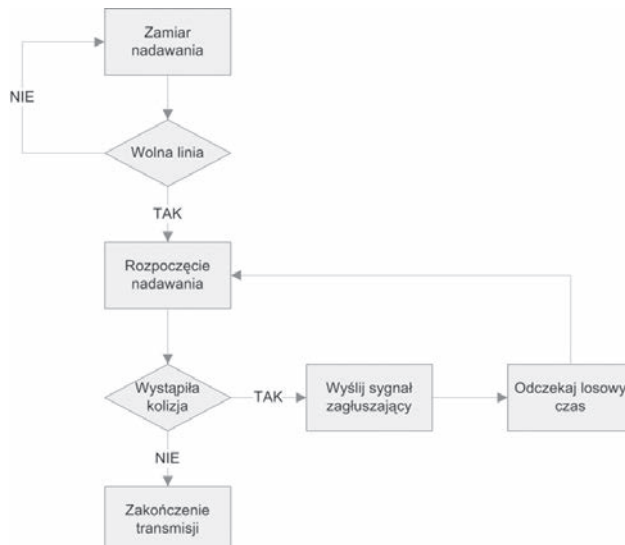 Zamiar
nadawania
NIE
Wolna linia
TAK
Rozpoczęcie
nadawania
Wystąpiła
kolizja
TAK
Wyślij sygnał
zagłuszający
Odczekaj losowy
czas
NIE
Zakończenie
transmisji